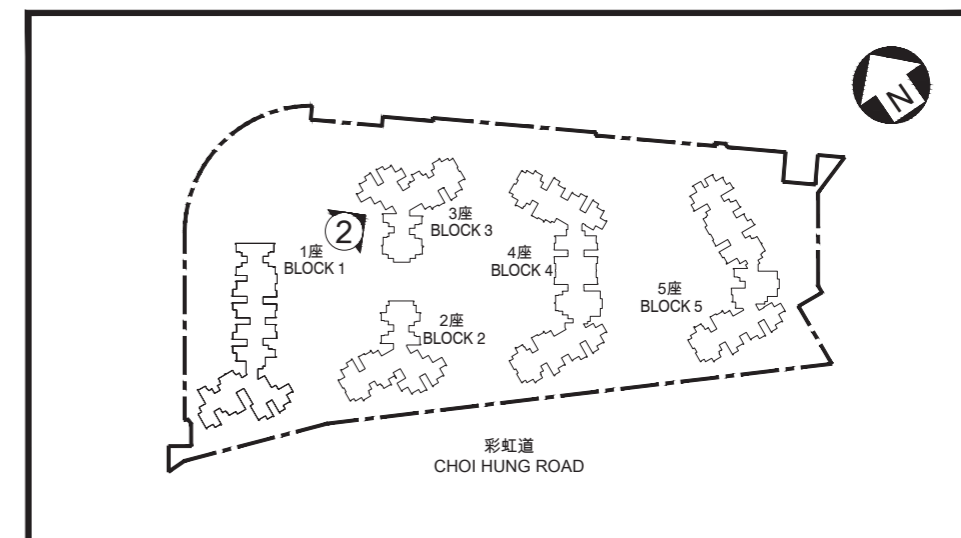 N
3座
BLOCK 3
2
1座
BLOCK 1
4座
BLOCK 4
5座
BLOCK 5
2座
BLOCK 2
彩虹道
CHOI HUNG ROAD